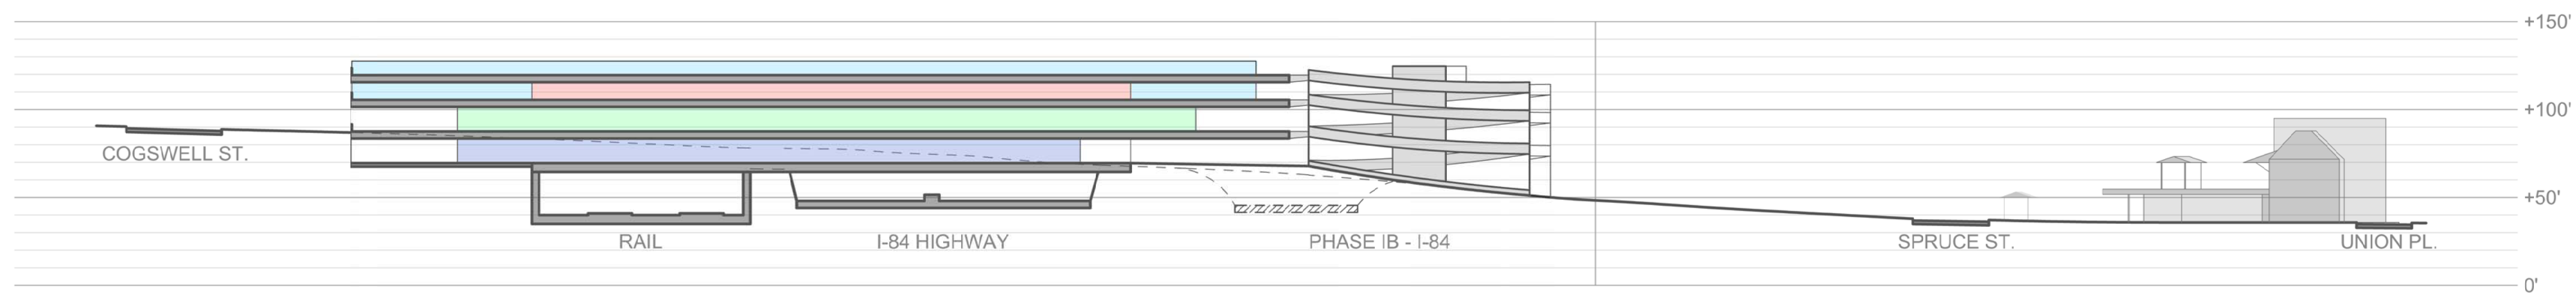 +150'
+100'
COGSWELL ST.
+50'
RAIL
I-84 HIGHWAY
PHASE IB - I-84
SPRUCE ST.
UNION PL.
0'